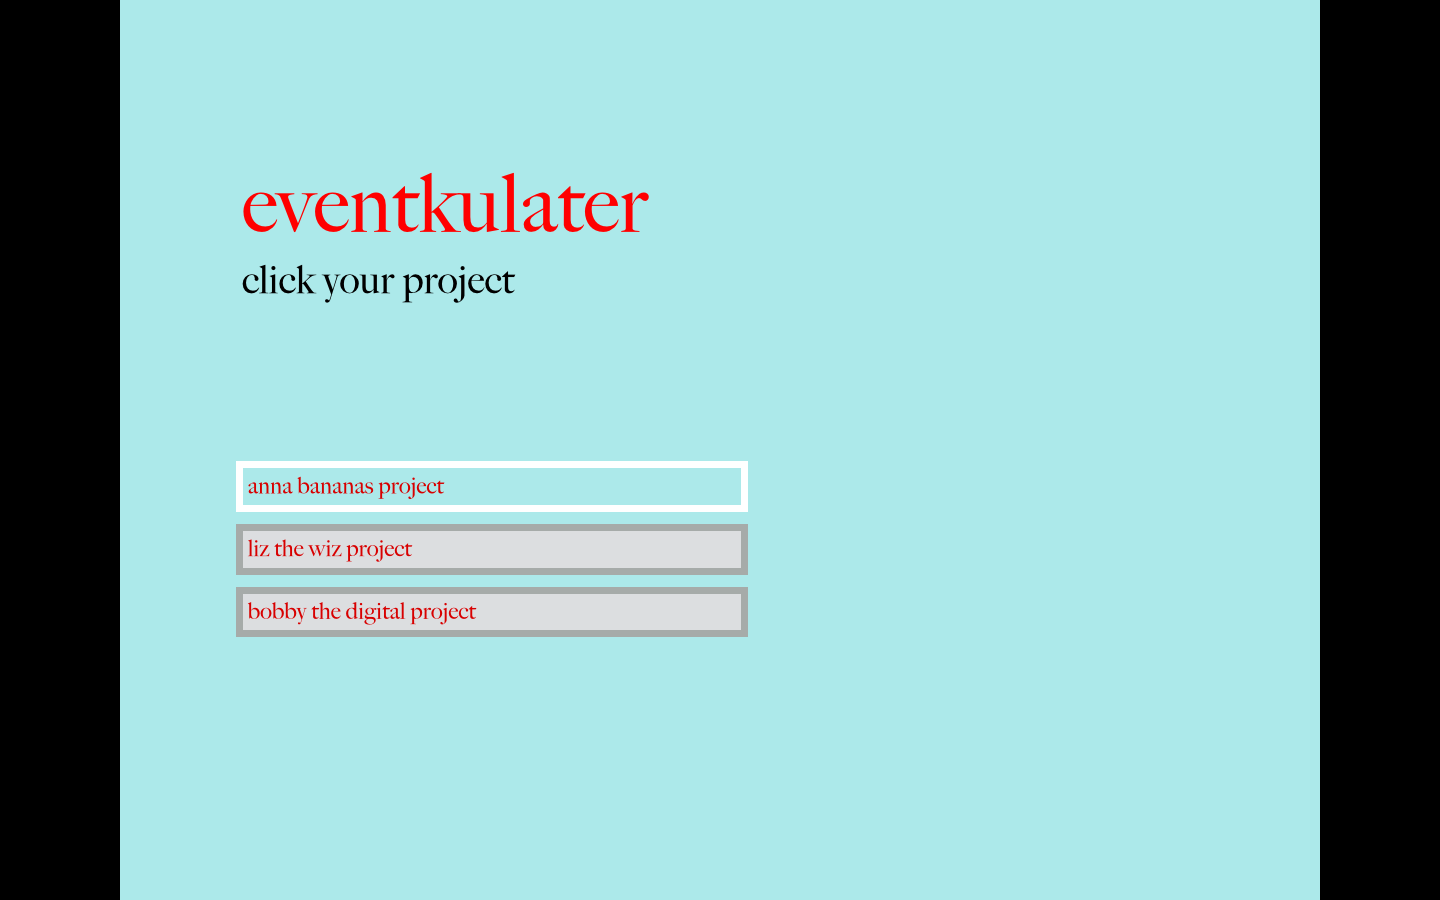 eventkulater
click your project
anna bananas project
liz the wiz project
bobby the digital project